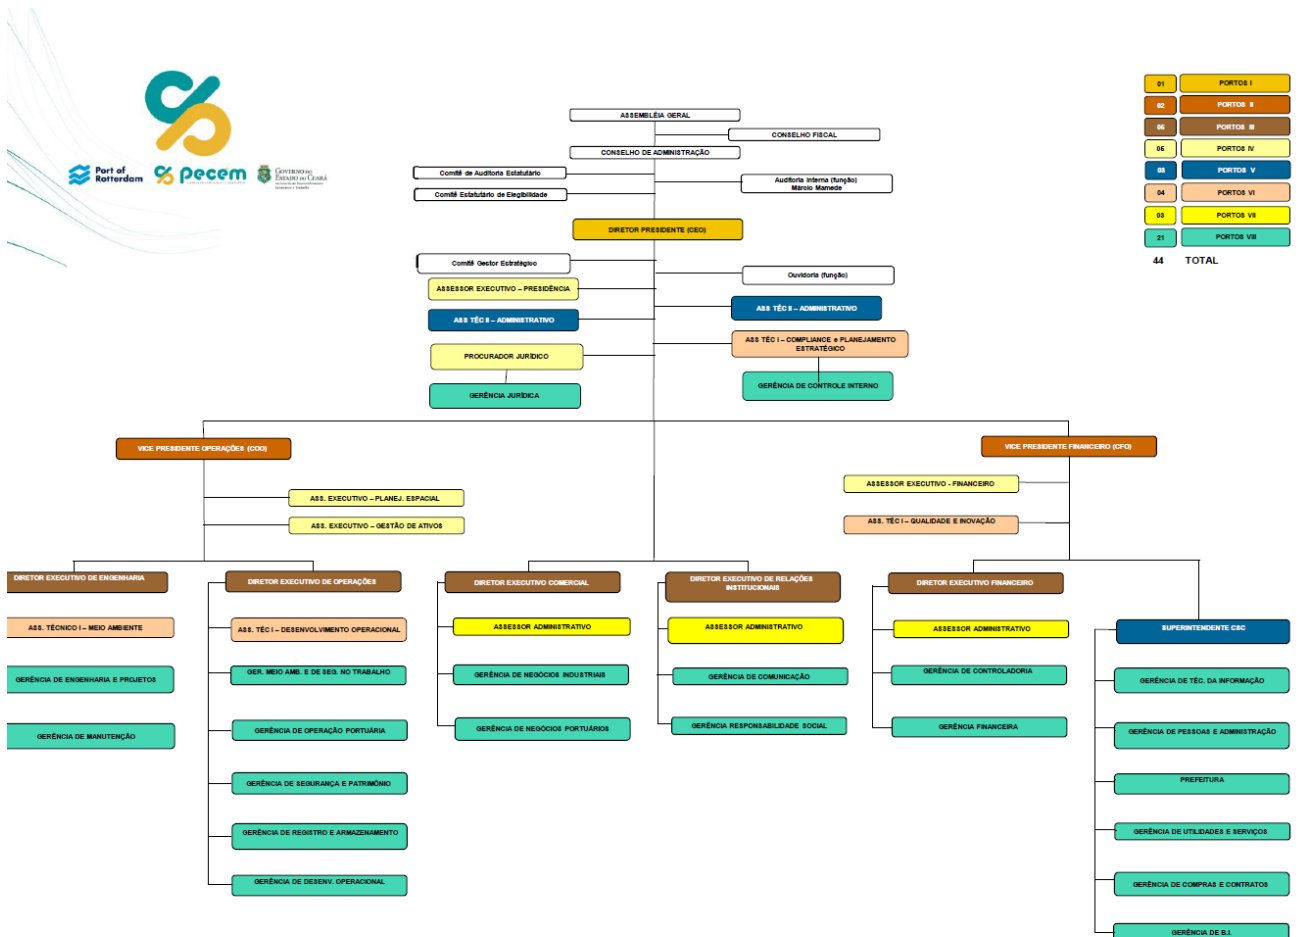 01 PORTOS I
02 PORTOS II
05 PORTOS III
05 PORTOS IV
03 PORTOS V
04 PORTOS VI
03 PORTOS VII
21 PORTOS VIII
44 TOTAL
Port of
Rotterdam
pecem
GOVERNO DO
ESTADO DO CEARÁ
ASSEMBLÉIA GERAL
CONSELHO FISCAL
CONSELHO DE ADMINISTRAÇÃO
Comitê de Auditoria Estatutário
Auditoria Interna (função)
Márcio Mamede
Comitê Estatutário de Elegibilidade
DIRETOR PRESIDENTE (CEO)
Comitê Gestor Estratégico
Ouvidoria (função)
ASSESSOR EXECUTIVO – PRESIDÊNCIA
ASS TÉC II – ADMINISTRATIVO
ASS TÉC II – ADMINISTRATIVO
ASS TÉC I – COMPLIANCE e PLANEJAMENTO
ESTRATÉGICO
PROCURADOR JURÍDICO
GERÊNCIA DE CONTROLE INTERNO
GERÊNCIA JURÍDICA
VICE PRESIDENTE OPERAÇÕES (COO)
VICE PRESIDENTE FINANCEIRO (CFO)
ASS. EXECUTIVO – PLANEJ. ESPACIAL
ASS. EXECUTIVO – GESTÃO DE ATIVOS
ASSESSOR EXECUTIVO - FINANCEIRO
ASS. TÉC I – QUALIDADE E INOVAÇÃO
DIRETOR EXECUTIVO DE ENGENHARIA
ASS. TÉCNICO I – MEIO AMBIENTE
GERÊNCIA DE ENGENHARIA E PROJETOS
GERÊNCIA DE MANUTENÇÃO
DIRETOR EXECUTIVO DE OPERAÇÕES
ASS. TÉC I – DESENVOLVIMENTO OPERACIONAL
GER. MEIO AMB. E DE SEG. NO TRABALHO
GERÊNCIA DE OPERAÇÃO PORTUÁRIA
GERÊNCIA DE SEGURANÇA E PATRIMÔNIO
GERÊNCIA DE REGISTRO E ARMAZENAMENTO
GERÊNCIA DE DESENV. OPERACIONAL
DIRETOR EXECUTIVO COMERCIAL
ASSESSOR ADMINISTRATIVO
GERÊNCIA DE NEGÓCIOS INDUSTRIAIS
GERÊNCIA DE NEGÓCIOS PORTUÁRIOS
DIRETOR EXECUTIVO DE RELAÇÕES
INSTITUCIONAIS
ASSESSOR ADMINISTRATIVO
GERÊNCIA DE COMUNICAÇÃO
GERÊNCIA RESPONSABILIDADE SOCIAL
DIRETOR EXECUTIVO FINANCEIRO
ASSESSOR ADMINISTRATIVO
GERÊNCIA DE CONTROLADORIA
GERÊNCIA FINANCEIRA
SUPERINTENDENTE CSC
GERÊNCIA DE TÉC. DA INFORMAÇÃO
GERÊNCIA DE PESSOAS E ADMINISTRAÇÃO
PREFEITURA
GERÊNCIA DE UTILIDADES E SERVIÇOS
GERÊNCIA DE COMPRAS E CONTRATOS
GERÊNCIA DE B.I.